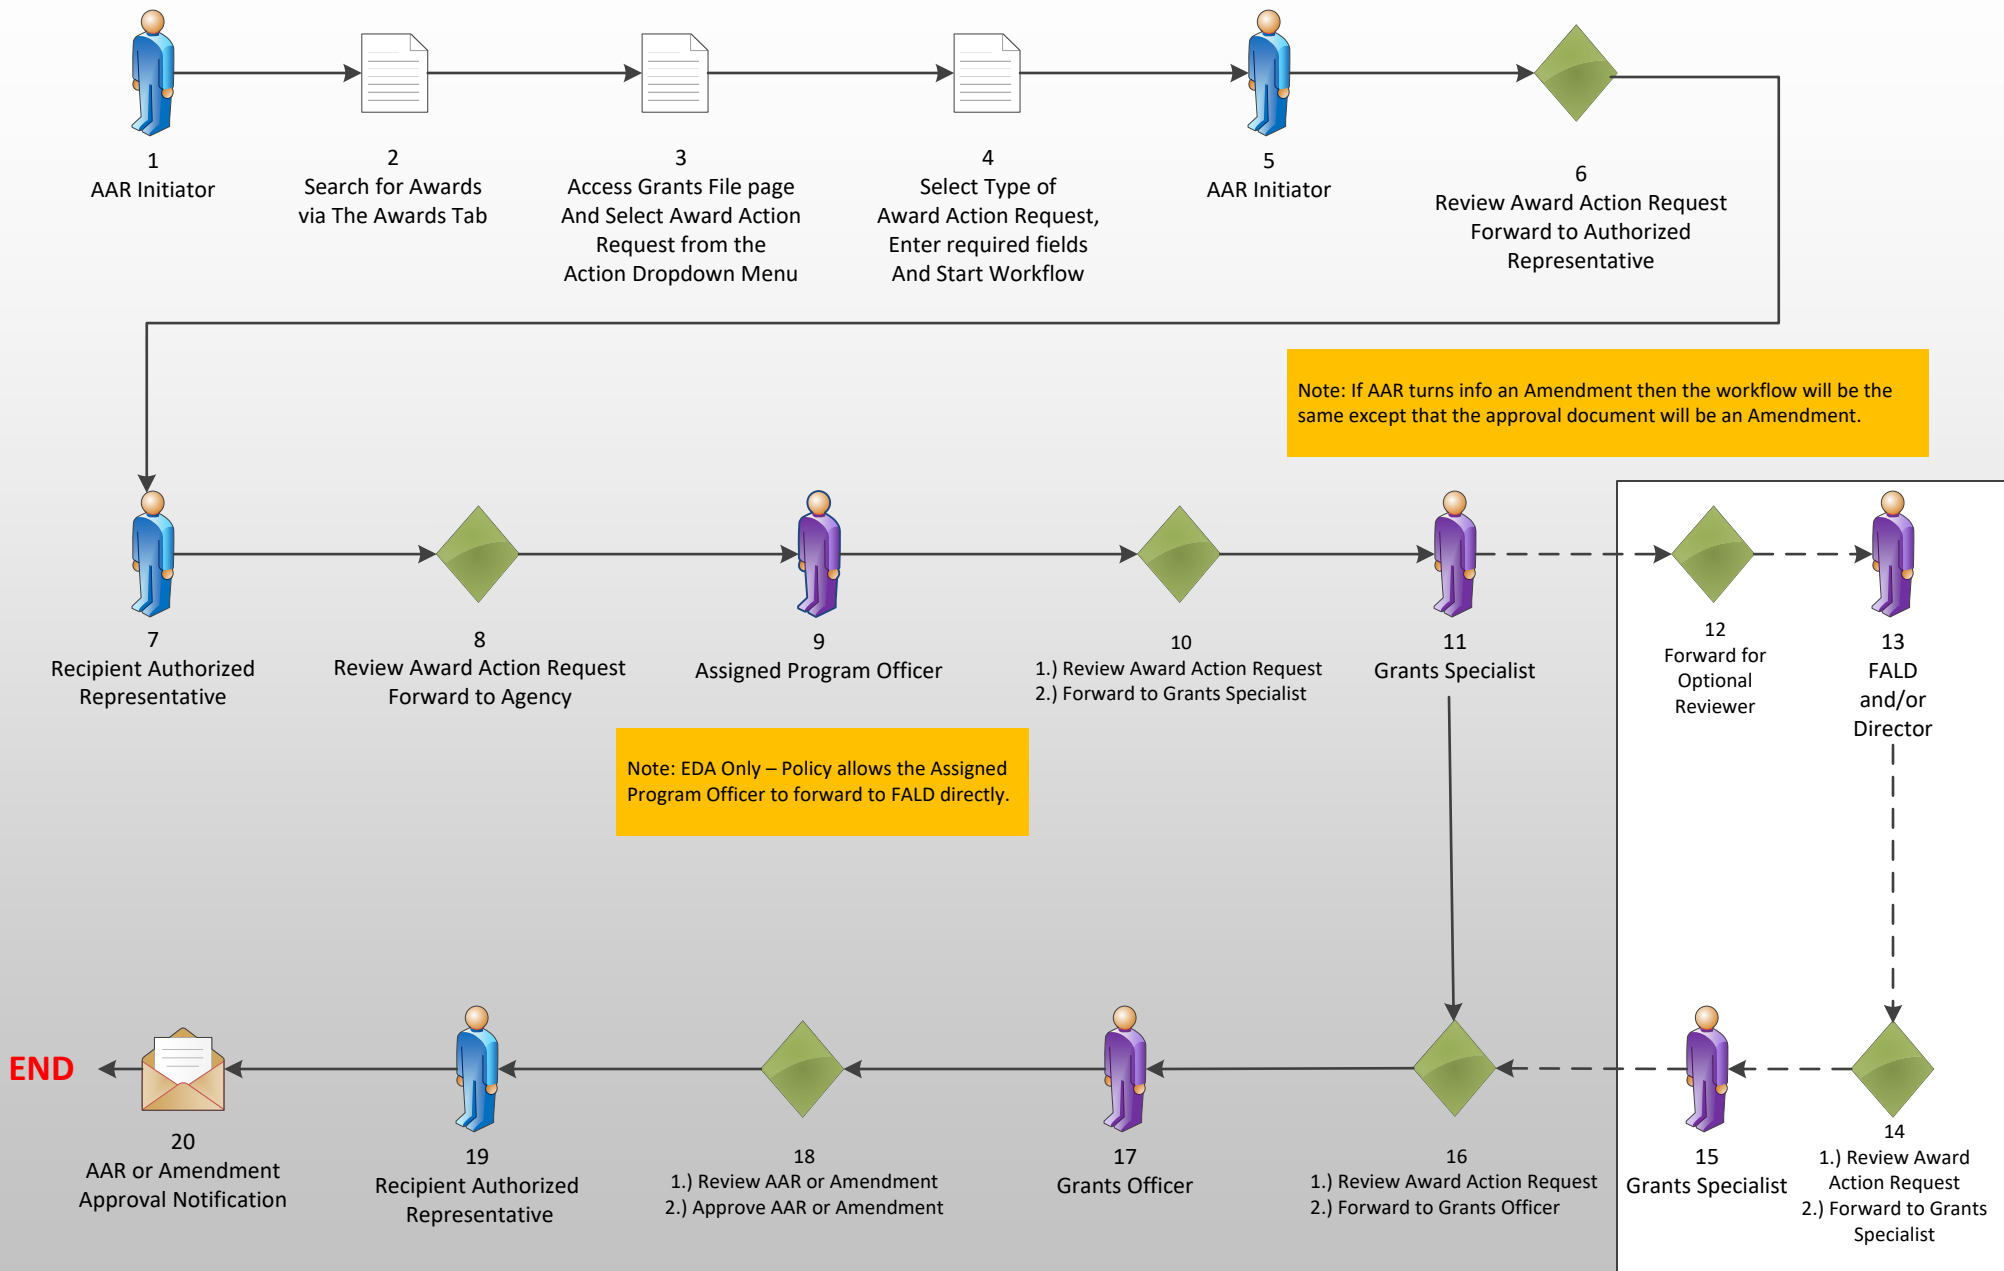 1
AAR Initiator
2
Search for Awards
via The Awards Tab
3
Access Grants File page
And Select Award Action
Request from the
Action Dropdown Menu
4
Select Type of
Award Action Request,
Enter required fields
And Start Workflow
5
AAR Initiator
6
Review Award Action Request
Forward to Authorized
Representative
Note: If AAR turns info an Amendment then the workflow will be the
same except that the approval document will be an Amendment.
7
Recipient Authorized
Representative
8
Review Award Action Request
Forward to Agency
9
Assigned Program Officer
10
1.) Review Award Action Request
2.) Forward to Grants Specialist
11
Grants Specialist
12
Forward for
Optional
Reviewer
13
FALD
and/or
Director
Note: EDA Only – Policy allows the Assigned
Program Officer to forward to FALD directly.
END
20
AAR or Amendment
Approval Notification
19
Recipient Authorized
Representative
18
1.) Review AAR or Amendment
2.) Approve AAR or Amendment
17
Grants Officer
16
1.) Review Award Action Request
2.) Forward to Grants Officer
15
Grants Specialist
14
1.) Review Award
Action Request
2.) Forward to Grants
Specialist